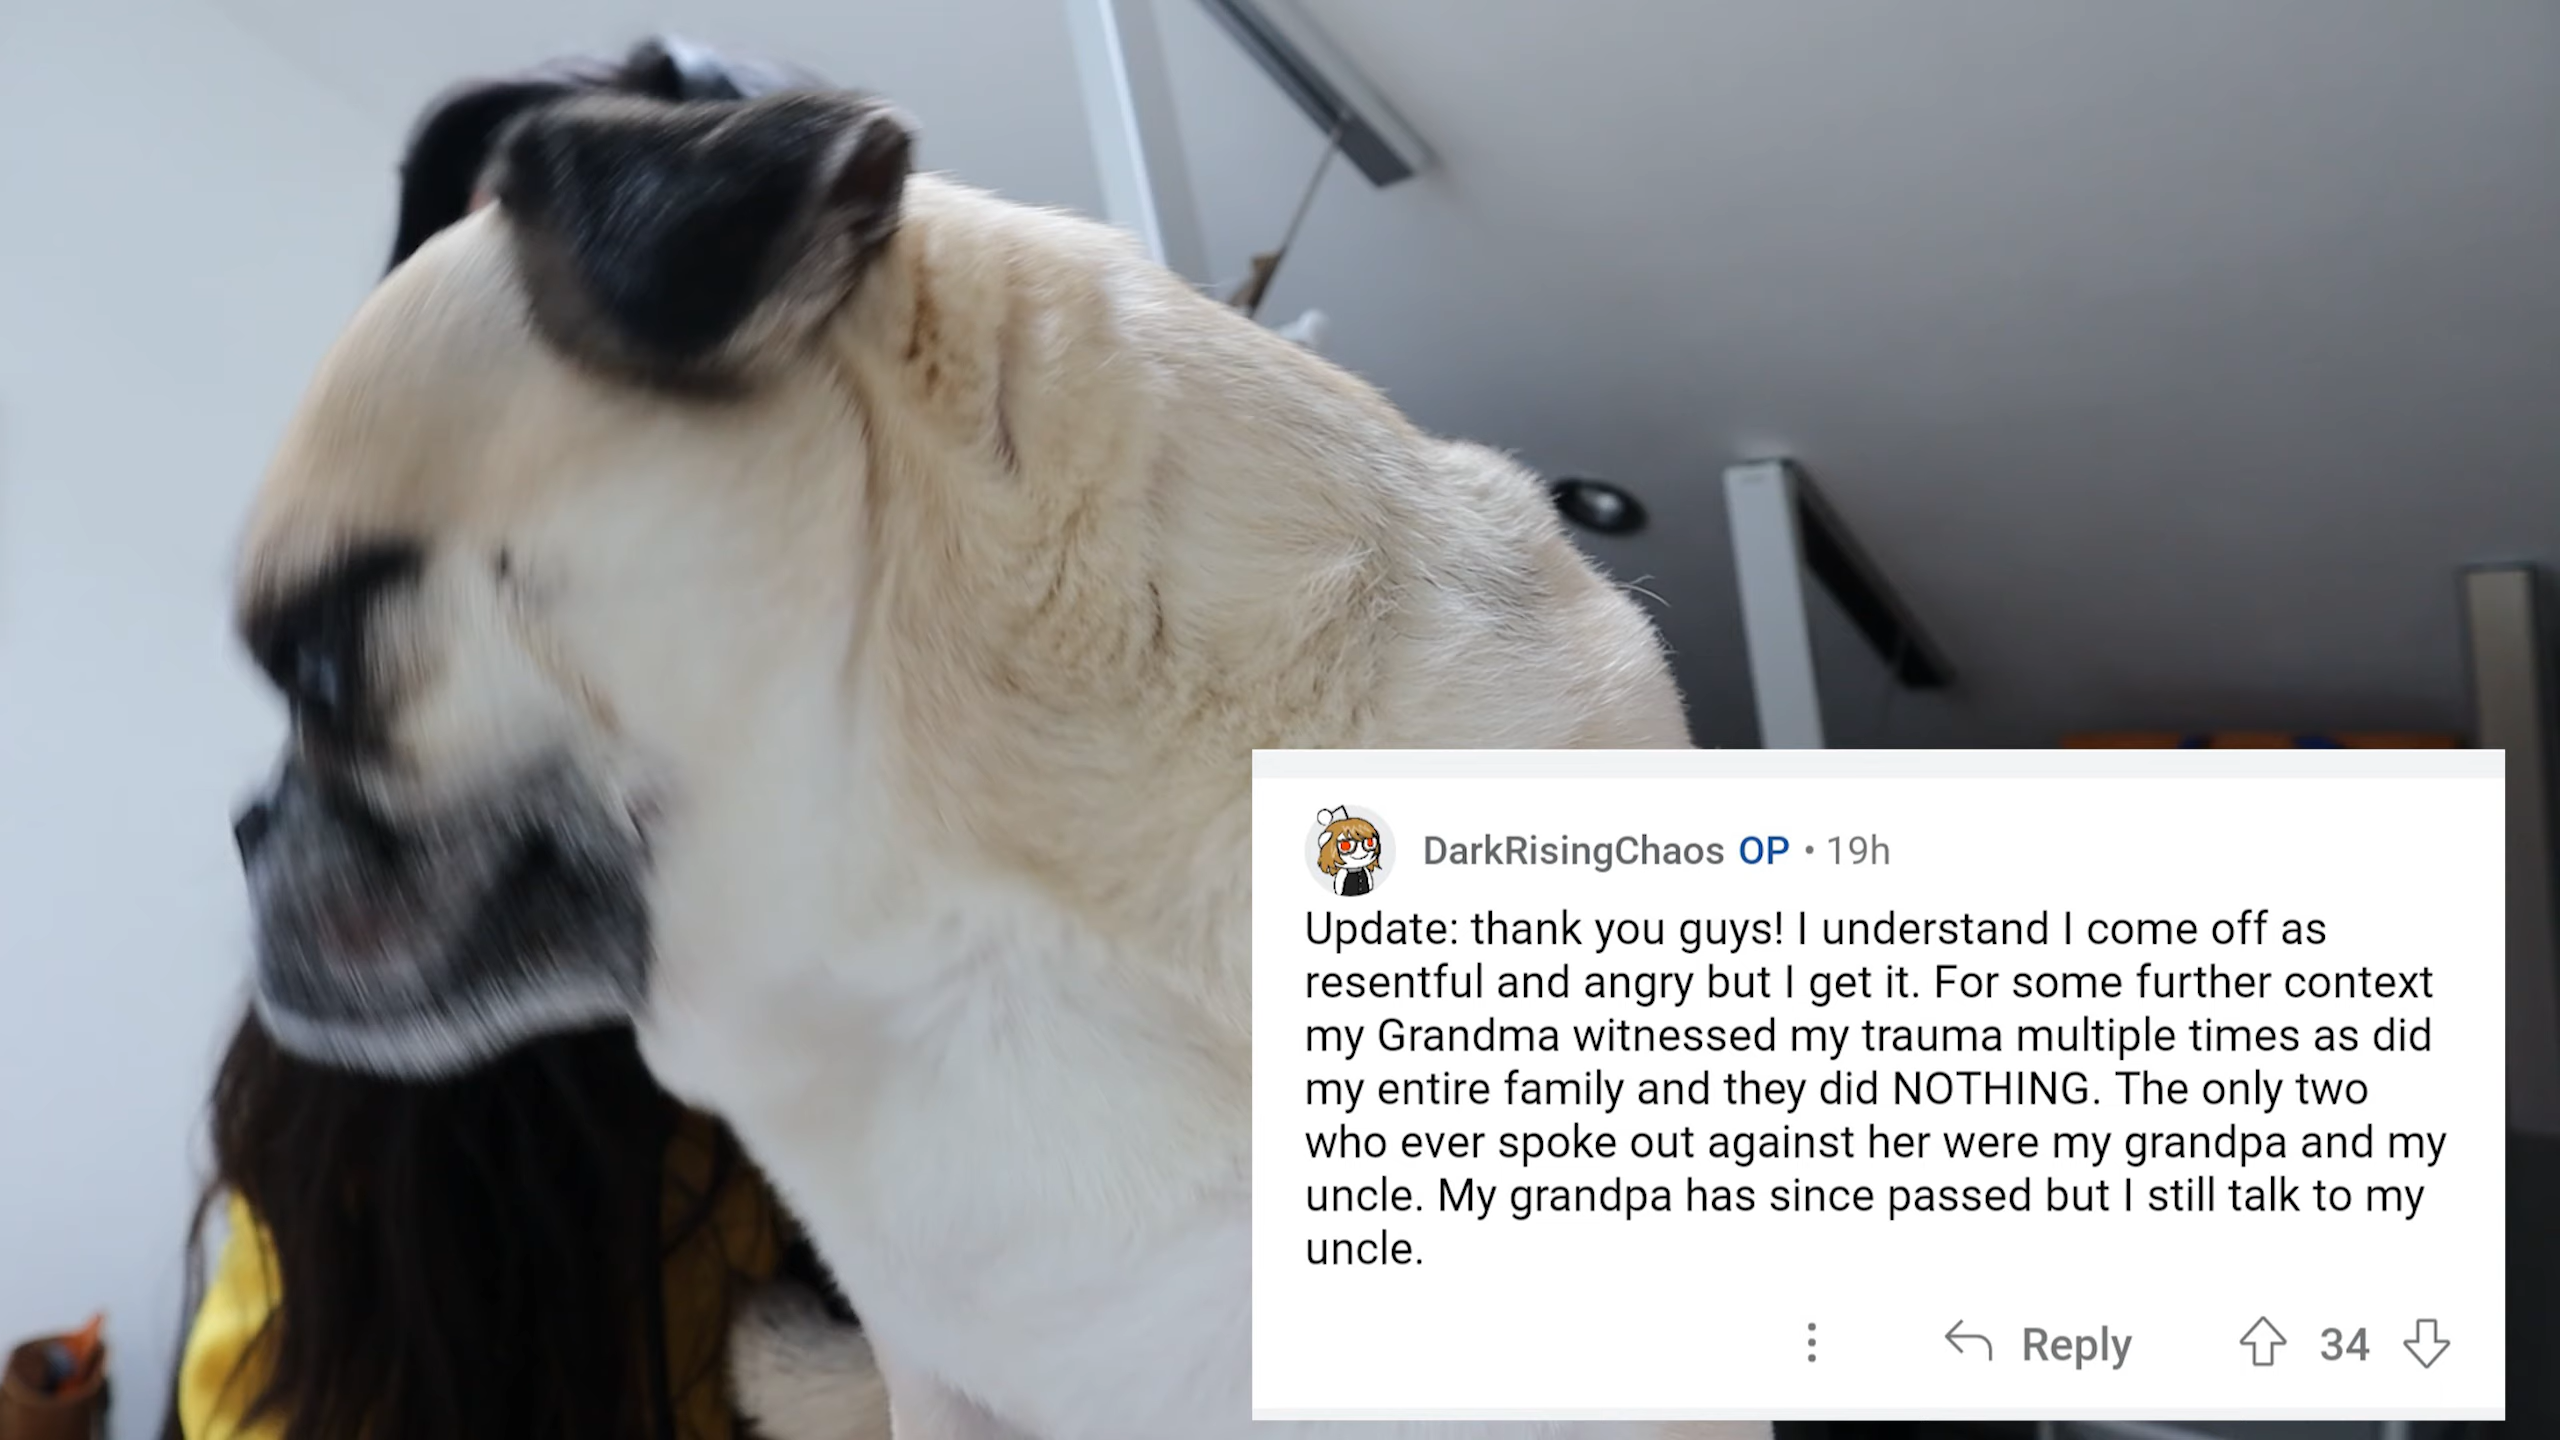 DarkRisingChaos OP • 19h
Update: thank you guys! I understand I come off as
resentful and angry but I get it. For some further context
my Grandma witnessed my trauma multiple times as did
my entire family and they did NOTHING. The only two
who ever spoke out against her were my grandpa and my
uncle. My grandpa has since passed but I still talk to my
uncle.
Reply 34